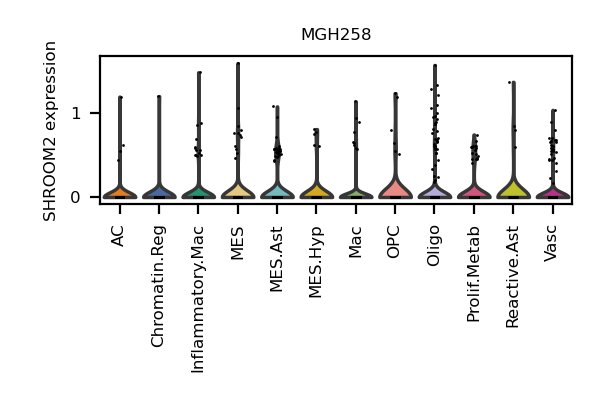 MGH258
SHROOM2 expression
1
0
AC
Chromatin.Reg
Inflammatory.Mac
MES
MES.Ast
MES.Hyp
Mac
OPC
Oligo
Prolif.Metab
Reactive.Ast
Vasc